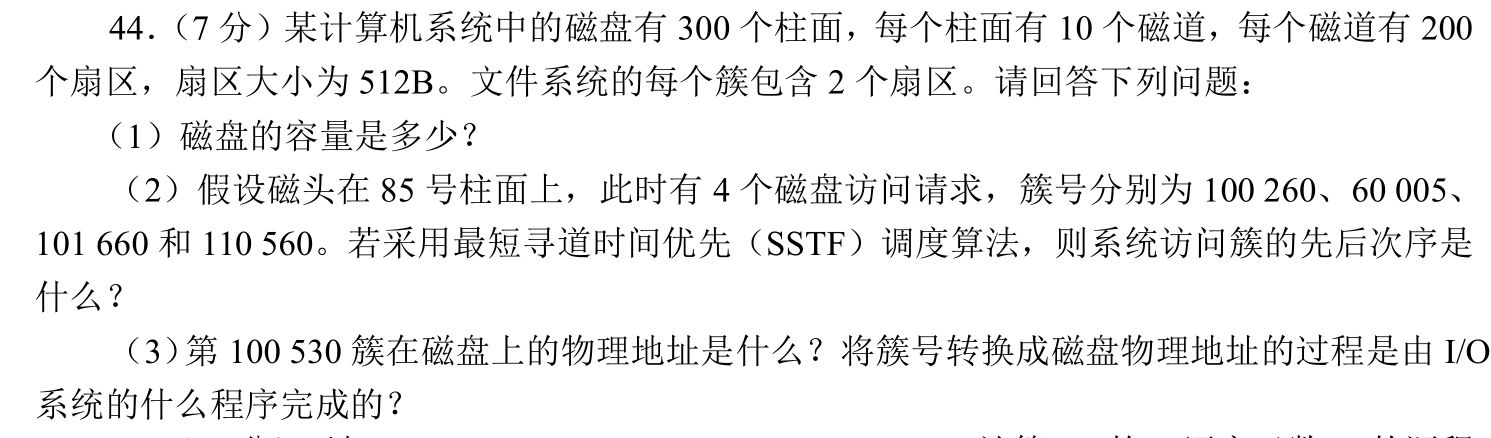 44.（7 分）某计算机系统中的磁盘有 300 个柱面，每个柱面有 10 个磁道，每个磁道有 200
个扇区，扇区大小为 512B。文件系统的每个簇包含 2 个扇区。请回答下列问题：
（1）磁盘的容量是多少？
（2）假设磁头在 85 号柱面上，此时有 4 个磁盘访问请求，簇号分别为 100 260、60 005、
101 660 和 110 560。若采用最短寻道时间优先（SSTF）调度算法，则系统访问簇的先后次序是
什么？
（3）第 100 530 簇在磁盘上的物理地址是什么？将簇号转换成磁盘物理地址的过程是由 I/O
系统的什么程序完成的？